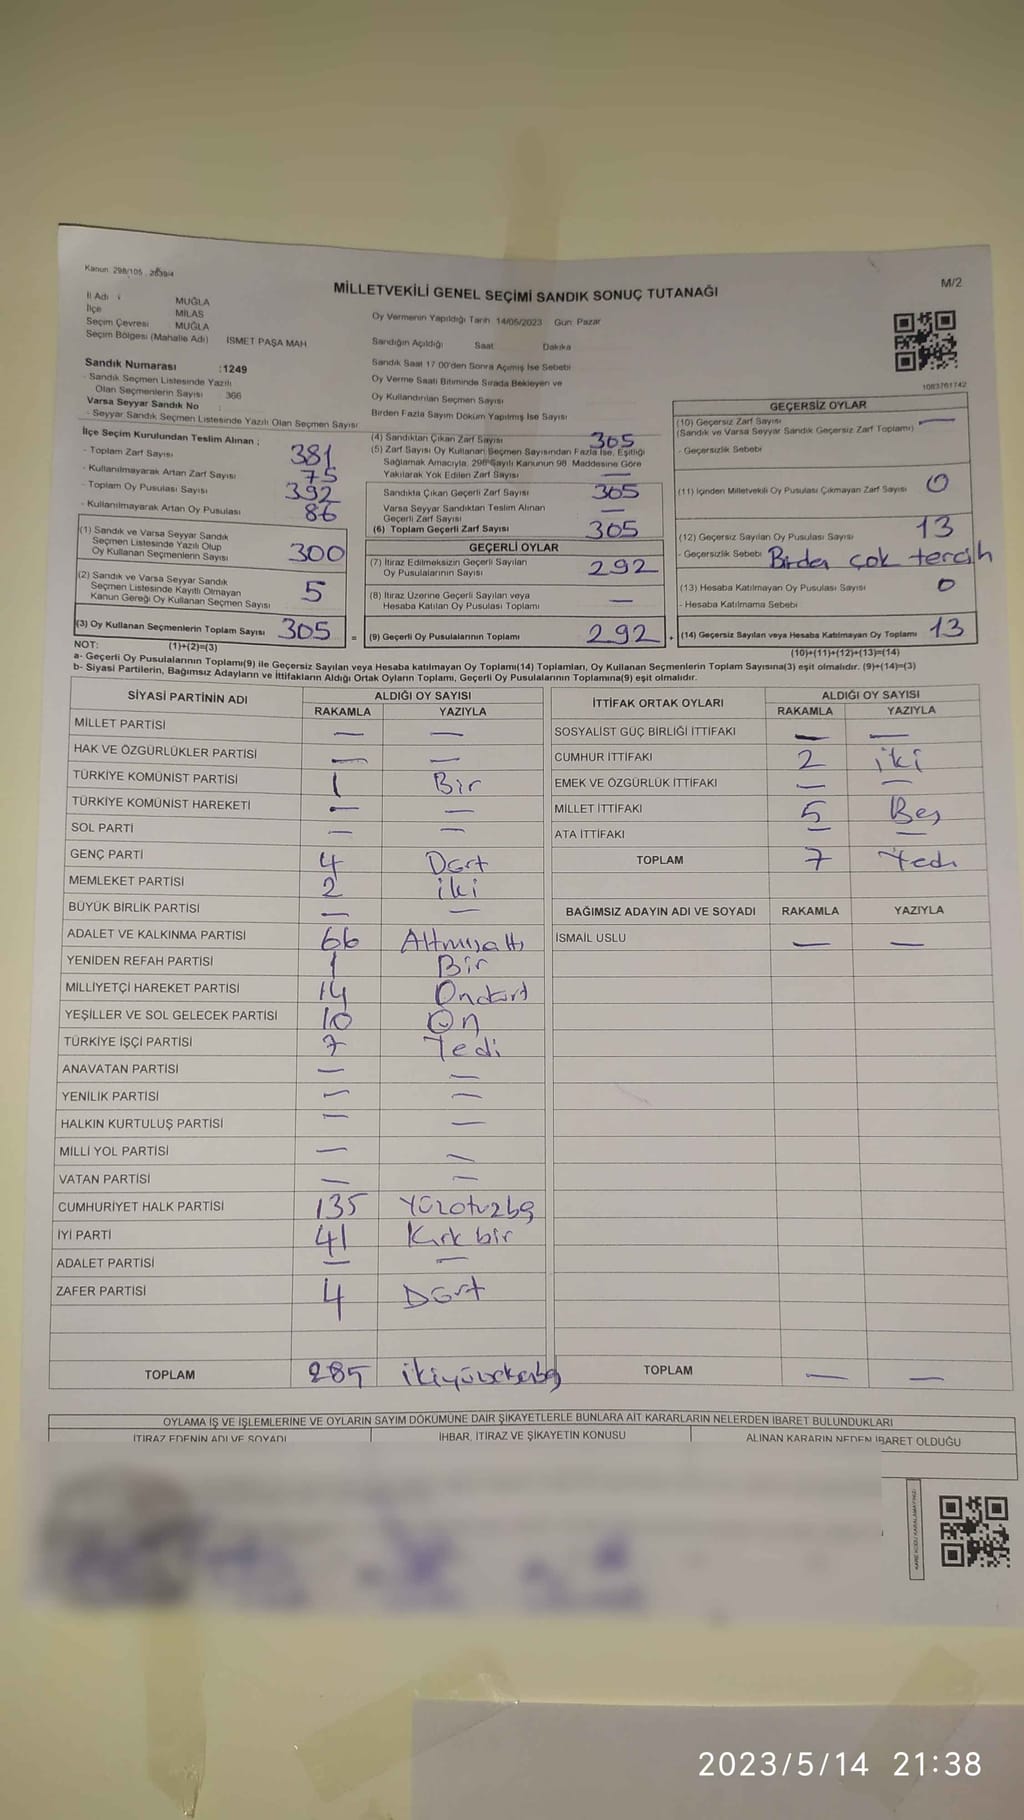 Kanun 298/105 , 2839/4
MİLLETVEKİLİ GENEL SEÇİMİ SANDIK SONUÇ TUTANAĞI
M/2
İl Adı : MUĞLA
İlçe MİLAS
Seçim Çevresi : MUĞLA
Seçim Bölgesi (Mahalle Adı) İSMET PAŞA MAH
Oy Vermenin Yapıldığı Tarih 14/05/2023 Gün: Pazar
Sandığın Açıldığı Saat Dakika
Sandık Saat 17:00'den Sonra Açılmış İse Sebebi
Oy Verme Saati Bitiminde Sırada Bekleyen ve
Oy Kullandırılan Seçmen Sayısı
Birden Fazla Sayım Döküm Yapılmış İse Sayısı
1083761742
Sandık Numarası :1249
- Sandık Seçmen Listesinde Yazılı
Olan Seçmenlerin Sayısı 366
Varsa Seyyar Sandık No :
- Seyyar Sandık Seçmen Listesinde Yazılı Olan Seçmen Sayısı
İlçe Seçim Kurulundan Teslim Alınan ;
- Toplam Zarf Sayısı 381
- Kullanılmayarak Artan Zarf Sayısı 75
- Toplam Oy Pusulası Sayısı 392
- Kullanılmayarak Artan Oy Pusulası 86
(1) Sandık ve Varsa Seyyar Sandık
Seçmen Listesinde Yazılı Olup
Oy Kullanan Seçmenlerin Sayısı 300
(2) Sandık ve Varsa Seyyar Sandık
Seçmen Listesinde Kayıtlı Olmayan
Kanun Gereği Oy Kullanan Seçmen Sayısı 5
(3) Oy Kullanan Seçmenlerin Toplam Sayısı 305 =
(4) Sandıktan Çıkan Zarf Sayısı 305
(5) Zarf Sayısı Oy Kullanan Seçmen Sayısından Fazla İse, Eşitliği
Sağlamak Amacıyla, 298 Sayılı Kanunun 98. Maddesine Göre
Yakılarak Yok Edilen Zarf Sayısı —
Sandıkta Çıkan Geçerli Zarf Sayısı 305
Varsa Seyyar Sandıktan Teslim Alınan
Geçerli Zarf Sayısı —
(6) Toplam Geçerli Zarf Sayısı 305
GEÇERLİ OYLAR
(7) İtiraz Edilmeksizin Geçerli Sayılan
Oy Pusulalarının Sayısı 292
(8) İtiraz Üzerine Geçerli Sayılan veya
Hesaba Katılan Oy Pusulası Toplamı —
(9) Geçerli Oy Pusulalarının Toplamı 292 +
GEÇERSİZ OYLAR
(10) Geçersiz Zarf Sayısı —
(Sandık ve Varsa Seyyar Sandık Geçersiz Zarf Toplamı)
- Geçersizlik Sebebi
(11) İçinden Milletvekili Oy Pusulası Çıkmayan Zarf Sayısı 0
(12) Geçersiz Sayılan Oy Pusulası Sayısı 13
- Geçersizlik Sebebi Birden çok tercih
(13) Hesaba Katılmayan Oy Pusulası Sayısı 0
- Hesaba Katılmama Sebebi
(14) Geçersiz Sayılan veya Hesaba Katılmayan Oy Toplamı 13
NOT: (1)+(2)=(3) (10)+(11)+(12)+(13)=(14)
a- Geçerli Oy Pusulalarının Toplamı(9) ile Geçersiz Sayılan veya Hesaba katılmayan Oy Toplamı(14) Toplamları, Oy Kullanan Seçmenlerin Toplam Sayısına(3) eşit olmalıdır. (9)+(14)=(3)
b- Siyasi Partilerin, Bağımsız Adayların ve İttifakların Aldığı Ortak Oyların Toplamı, Geçerli Oy Pusulalarının Toplamına(9) eşit olmalıdır.
SİYASİ PARTİNİN ADI ALDIĞI OY SAYISI
RAKAMLA YAZIYLA
MİLLET PARTİSİ — —
HAK VE ÖZGÜRLÜKLER PARTİSİ — —
TÜRKİYE KOMÜNİST PARTİSİ 1 Bir
TÜRKİYE KOMÜNİST HAREKETİ — —
SOL PARTİ — —
GENÇ PARTİ 4 Dört
MEMLEKET PARTİSİ 2 iki
BÜYÜK BİRLİK PARTİSİ — —
ADALET VE KALKINMA PARTİSİ 66 Altmışaltı
YENİDEN REFAH PARTİSİ 1 Bir
MİLLİYETÇİ HAREKET PARTİSİ 14 Ondört
YEŞİLLER VE SOL GELECEK PARTİSİ 10 On
TÜRKİYE İŞÇİ PARTİSİ 7 Yedi
ANAVATAN PARTİSİ — —
YENİLİK PARTİSİ — —
HALKIN KURTULUŞ PARTİSİ — —
MİLLİ YOL PARTİSİ — —
VATAN PARTİSİ — —
CUMHURİYET HALK PARTİSİ 135 Yüzotuzbeş
İYİ PARTİ 41 Kırk bir
ADALET PARTİSİ — —
ZAFER PARTİSİ 4 Dört
TOPLAM 285 ikiyüzseksenbeş
İTTİFAK ORTAK OYLARI ALDIĞI OY SAYISI
RAKAMLA YAZIYLA
SOSYALİST GÜÇ BİRLİĞİ İTTİFAKI — —
CUMHUR İTTİFAKI 2 iki
EMEK VE ÖZGÜRLÜK İTTİFAKI — —
MİLLET İTTİFAKI 5 Beş
ATA İTTİFAKI — —
TOPLAM 7 Yedi
BAĞIMSIZ ADAYIN ADI VE SOYADI RAKAMLA YAZIYLA
İSMAİL USLU — —
TOPLAM — —
OYLAMA İŞ VE İŞLEMLERİNE VE OYLARIN SAYIM DÖKÜMÜNE DAİR ŞİKAYETLERLE BUNLARA AİT KARARLARIN NELERDEN İBARET BULUNDUKLARI
İTİRAZ EDENİN ADI VE SOYADI İHBAR, İTİRAZ VE ŞİKAYETİN KONUSU ALINAN KARARIN NEDEN İBARET OLDUĞU
2023/5/14 21:38